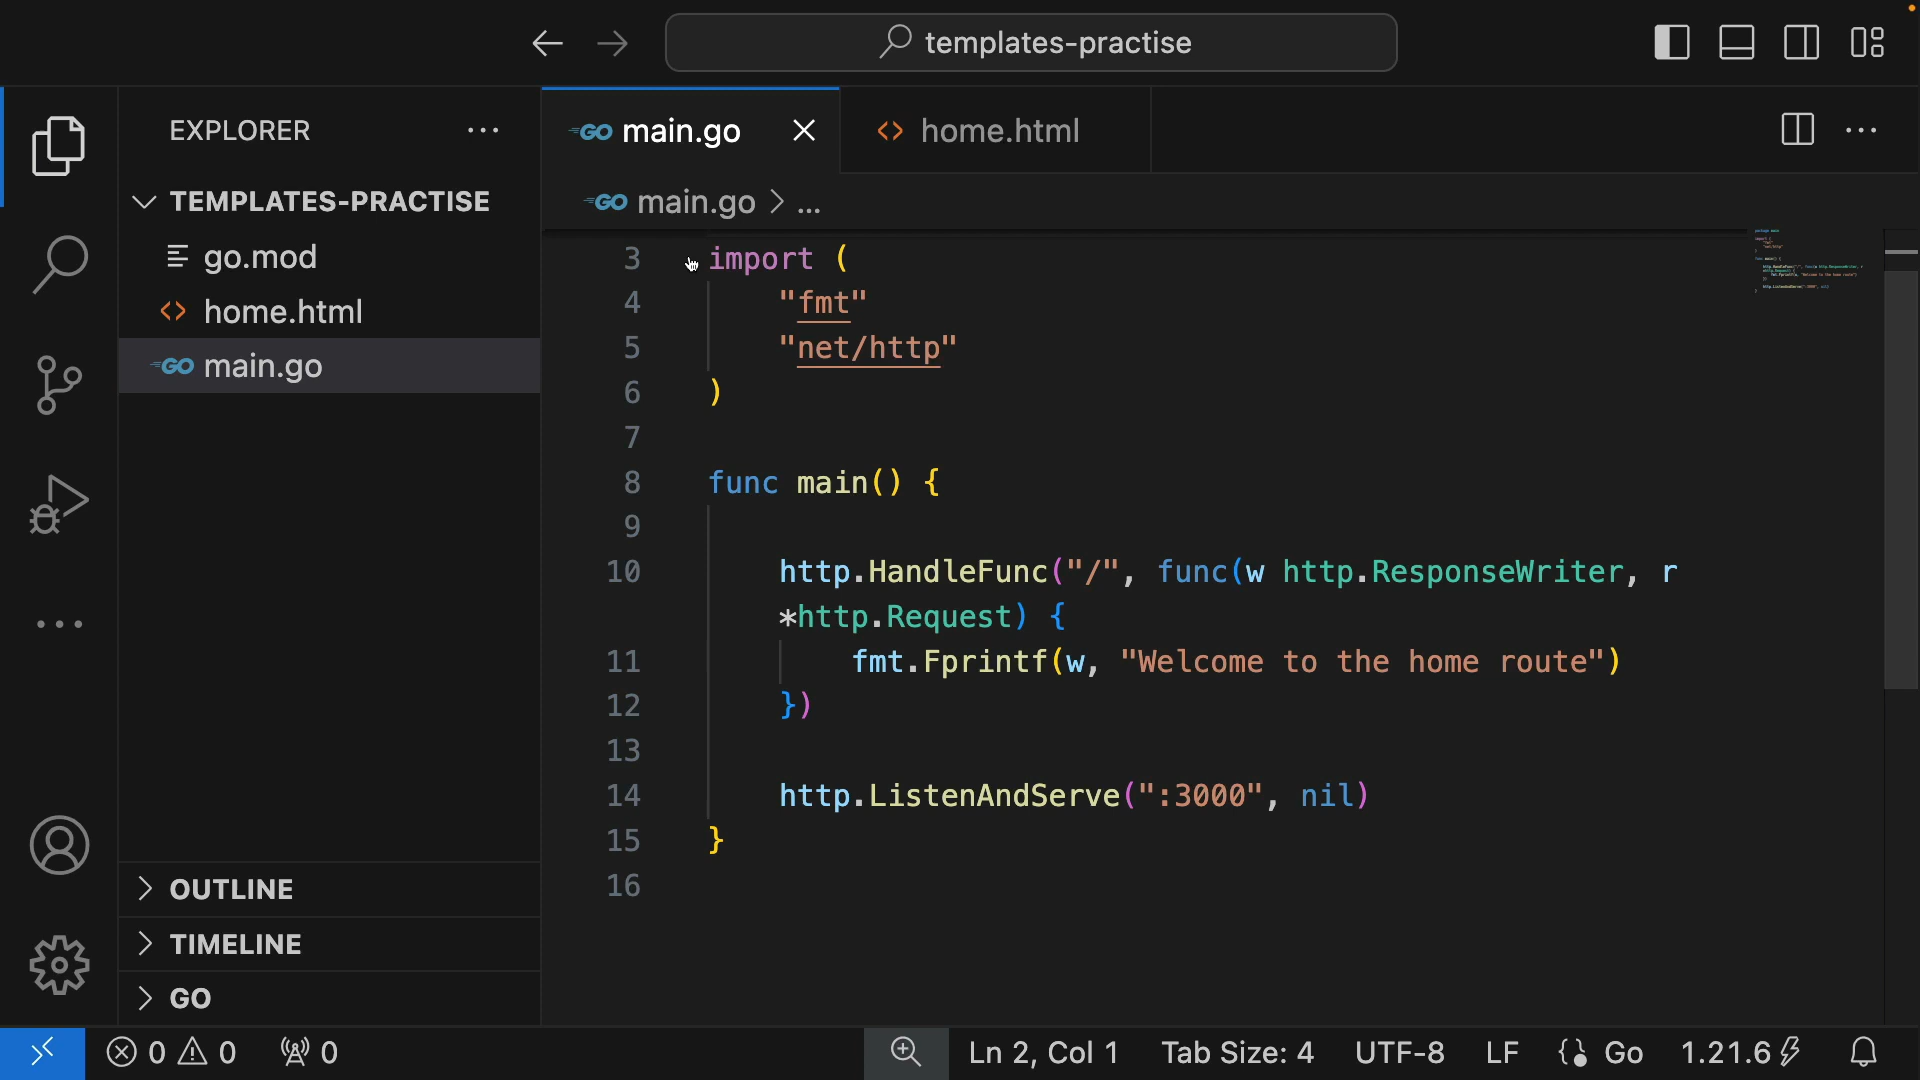 templates-practise
EXPLORER
TEMPLATES-PRACTISE
go.mod
home.html
GO main.go
OUTLINE
TIMELINE
GO
GO main.go
home.html
GO main.go > ...
3 import (
4 "fmt"
5 "net/http"
6 )
7
8 func main() {
9
10 http.HandleFunc("/", func(w http.ResponseWriter, r
*http.Request) {
11 fmt.Fprintf(w, "Welcome to the home route")
12 })
13
14 http.ListenAndServe(":3000", nil)
15 }
16
0 0 0 Ln 2, Col 1 Tab Size: 4 UTF-8 LF Go 1.21.6